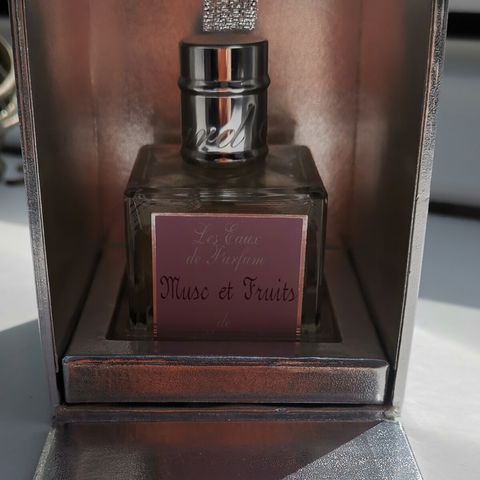 Les Eaux
de Parfum
Musc et Fruits
de